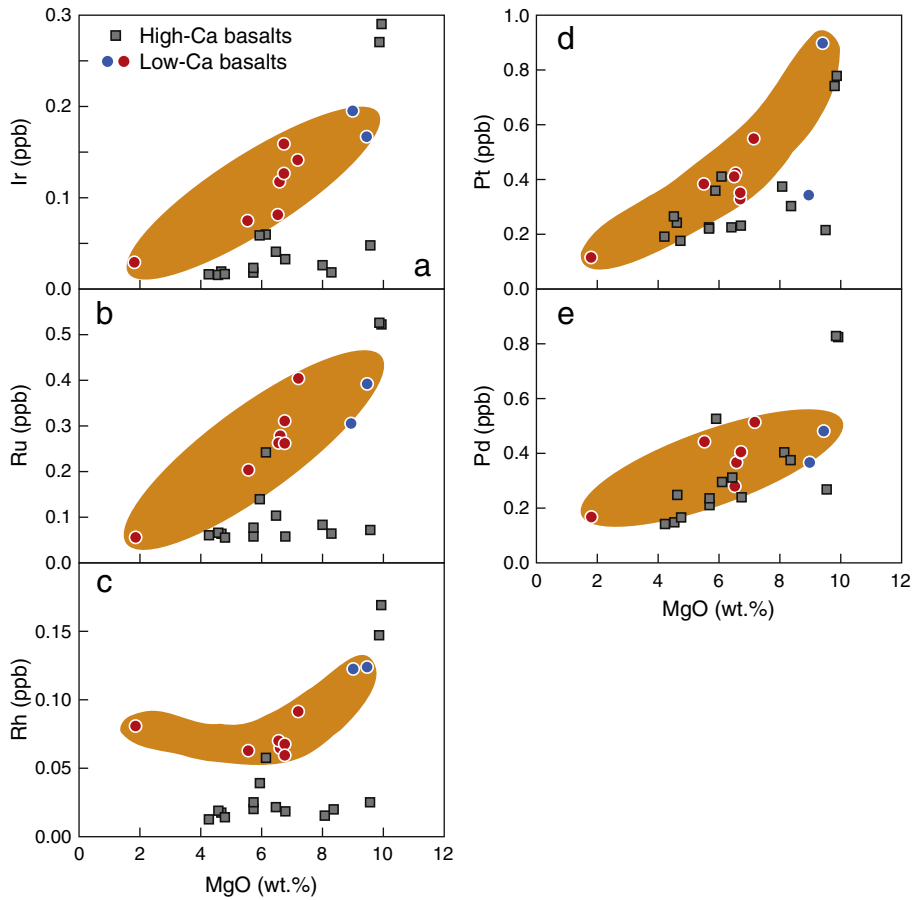 High-Ca basalts
Low-Ca basalts
a
Ir (ppb)
0.3
0.2
0.1
0.0
b
Ru (ppb)
0.5
0.4
0.3
0.2
0.1
0.0
c
Rh (ppb)
0.15
0.10
0.05
0.00
0 2 4 6 8 10 12
MgO (wt.%)
d
Pt (ppb)
1.0
0.8
0.6
0.4
0.2
0.0
e
Pd (ppb)
0.8
0.6
0.4
0.2
0.0
0 2 4 6 8 10 12
MgO (wt.%)